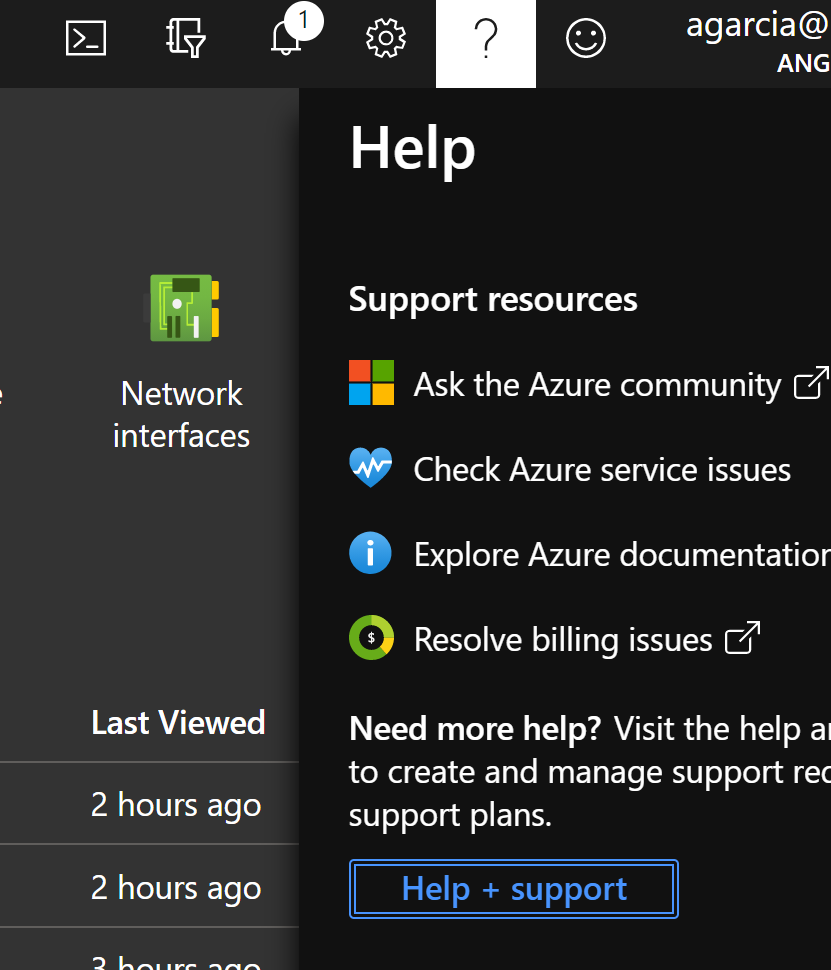 1
agarcia@
ANG
Help
Support resources
Ask the Azure community
Network
interfaces
Check Azure service issues
Explore Azure documentation
$
Resolve billing issues
Last Viewed
Need more help? Visit the help
to create and manage support
support plans.
2 hours ago
2 hours ago
Help + support
3 hours ago